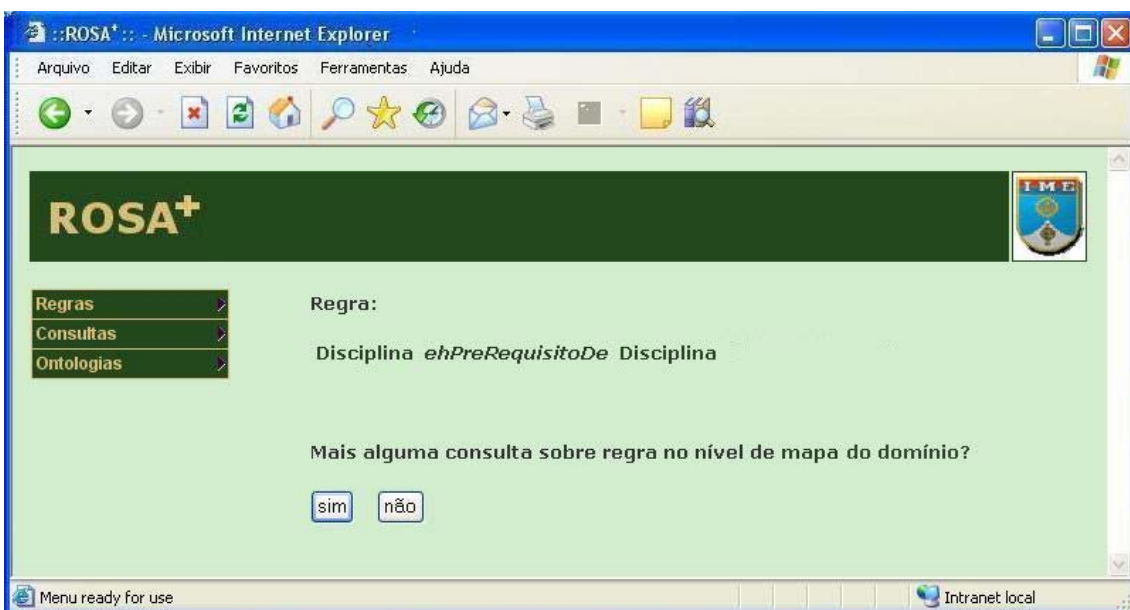 ::ROSA⁺:: - Microsoft Internet Explorer
Arquivo Editar Exibir Favoritos Ferramentas Ajuda
ROSA⁺
IME
Regras
Consultas
Ontologias
Regra:
Disciplina ehPreRequisitoDe Disciplina
Mais alguma consulta sobre regra no nível de mapa do domínio?
sim não
Menu ready for use Intranet local